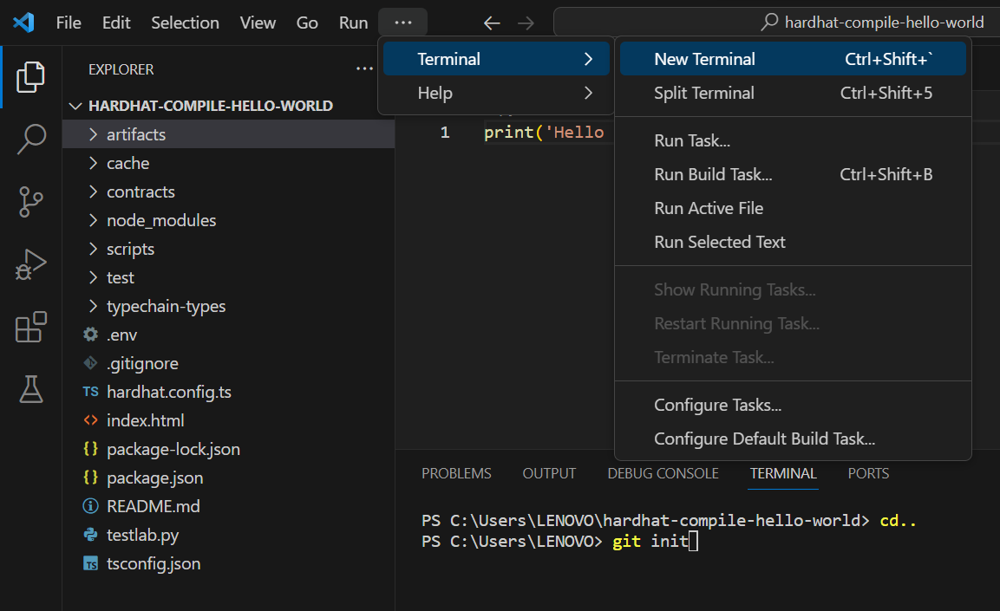 File Edit Selection View Go Run ··· ← → hardhat-compile-hello-world
EXPLORER ···
HARDHAT-COMPILE-HELLO-WORLD
artifacts
cache
contracts
node_modules
scripts
test
typechain-types
.env
.gitignore
TS hardhat.config.ts
<> index.html
{} package-lock.json
{} package.json
README.md
testlab.py
TS tsconfig.json
Terminal
Help
New Terminal Ctrl+Shift+`
Split Terminal Ctrl+Shift+5
Run Task...
Run Build Task... Ctrl+Shift+B
Run Active File
Run Selected Text
Show Running Tasks...
Restart Running Task...
Terminate Task...
Configure Tasks...
Configure Default Build Task...
1 print('Hello
PROBLEMS OUTPUT DEBUG CONSOLE TERMINAL PORTS
PS C:\Users\LENOVO\hardhat-compile-hello-world> cd..
PS C:\Users\LENOVO> git init